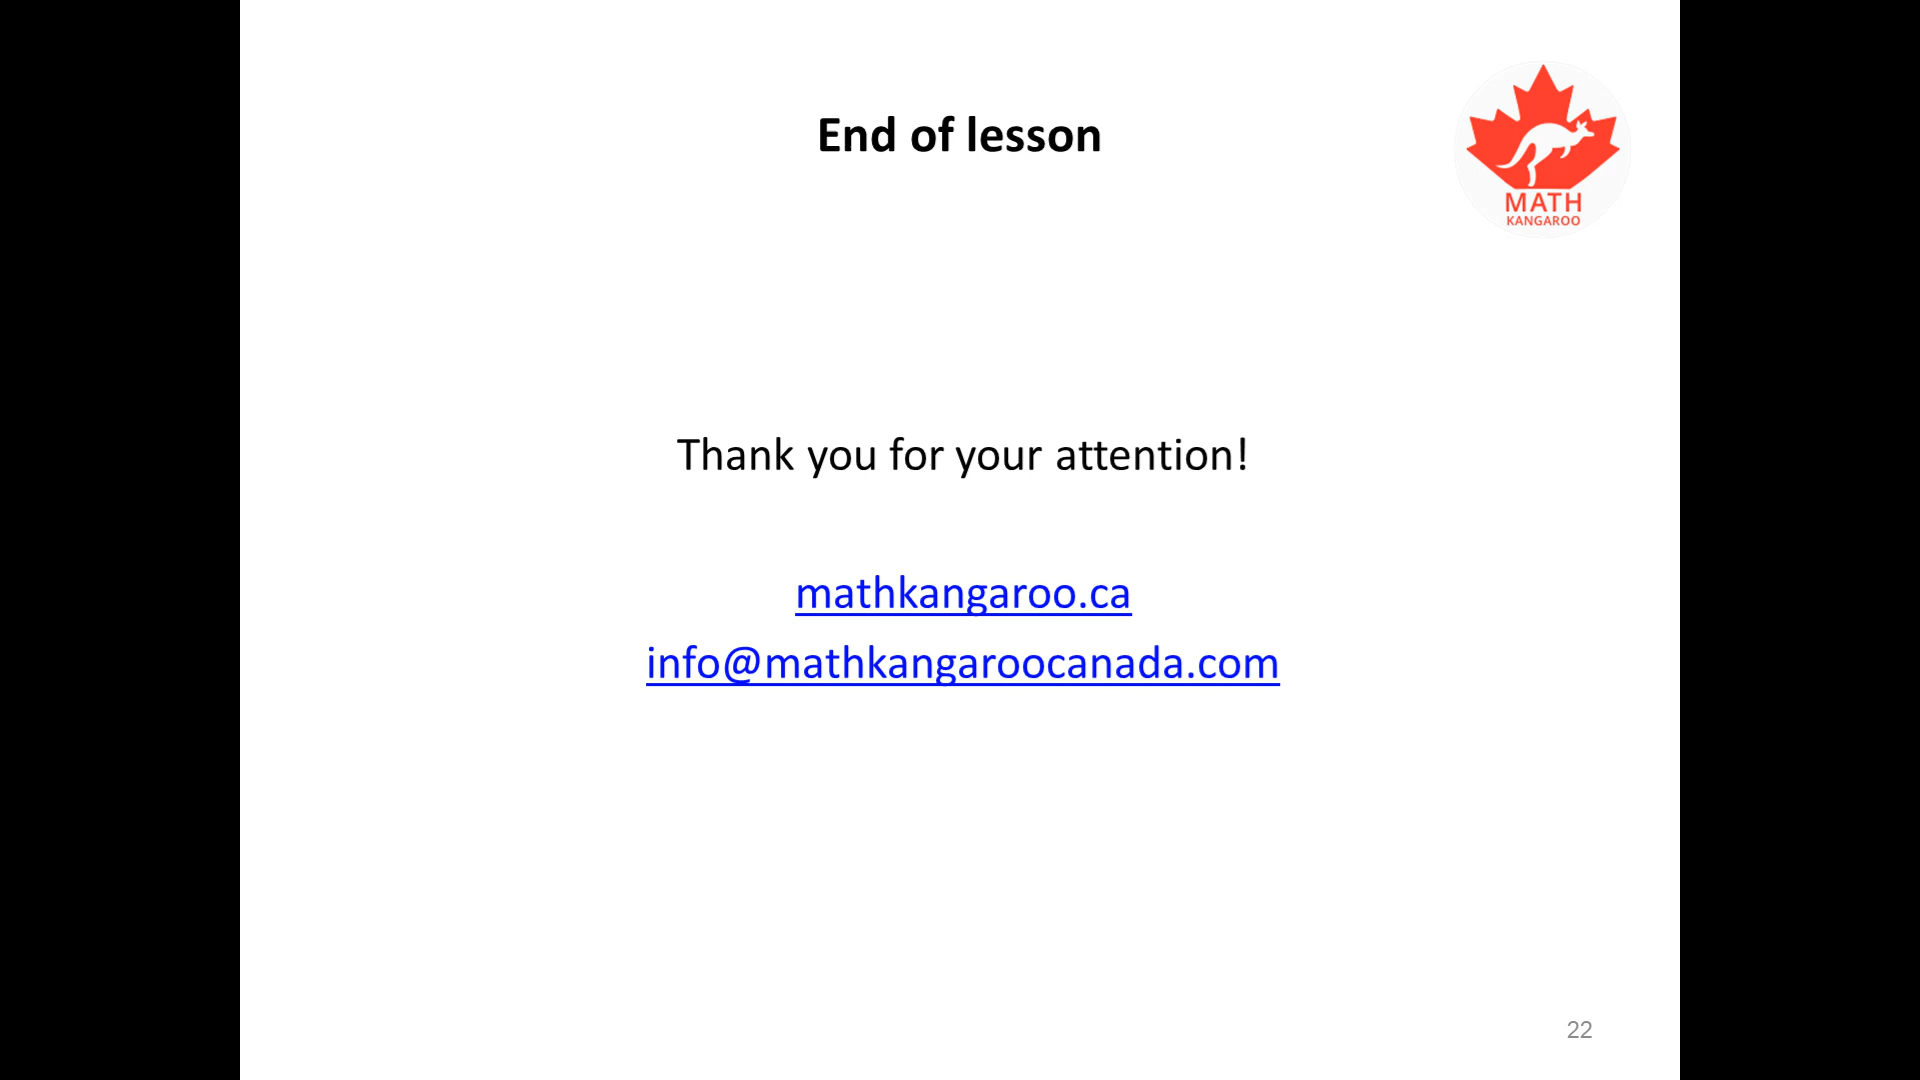 End of lesson
MATH
KANGAROO
Thank you for your attention!
mathkangaroo.ca
info@mathkangaroocanada.com
22